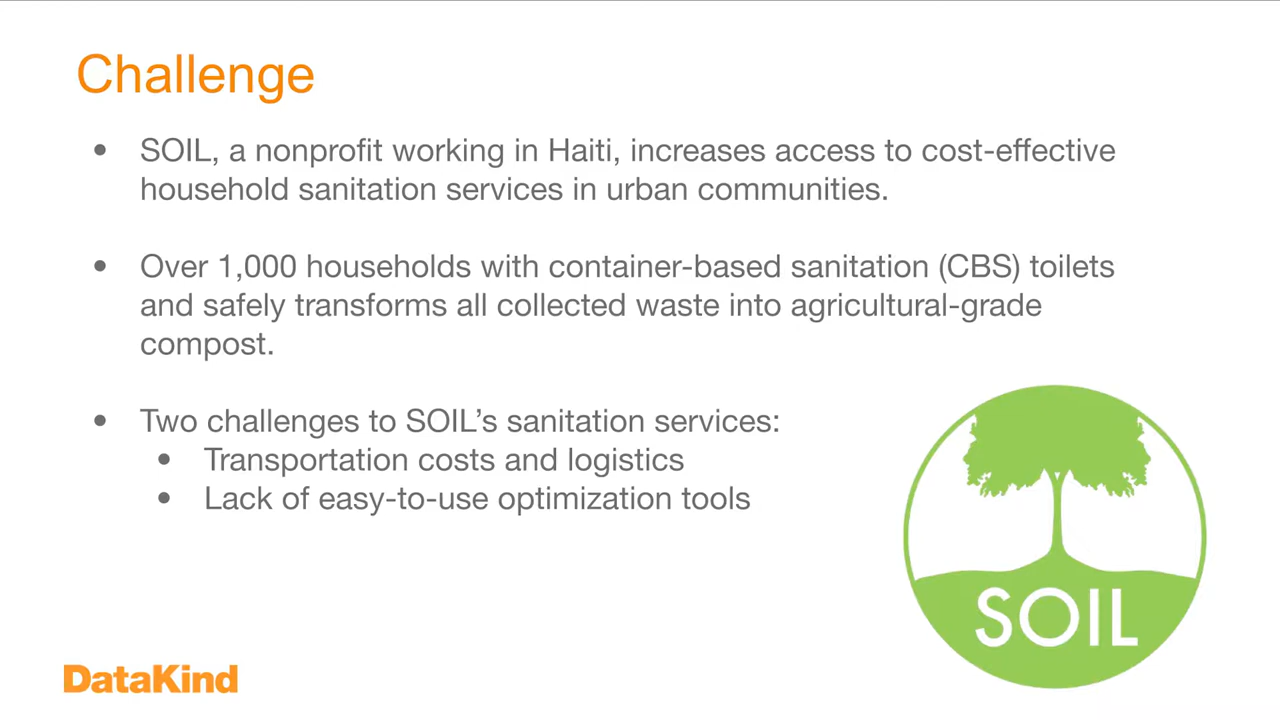 Challenge
• SOIL, a nonprofit working in Haiti, increases access to cost-effective
household sanitation services in urban communities.
• Over 1,000 households with container-based sanitation (CBS) toilets
and safely transforms all collected waste into agricultural-grade
compost.
• Two challenges to SOIL’s sanitation services:
• Transportation costs and logistics
• Lack of easy-to-use optimization tools
SOIL
DataKind